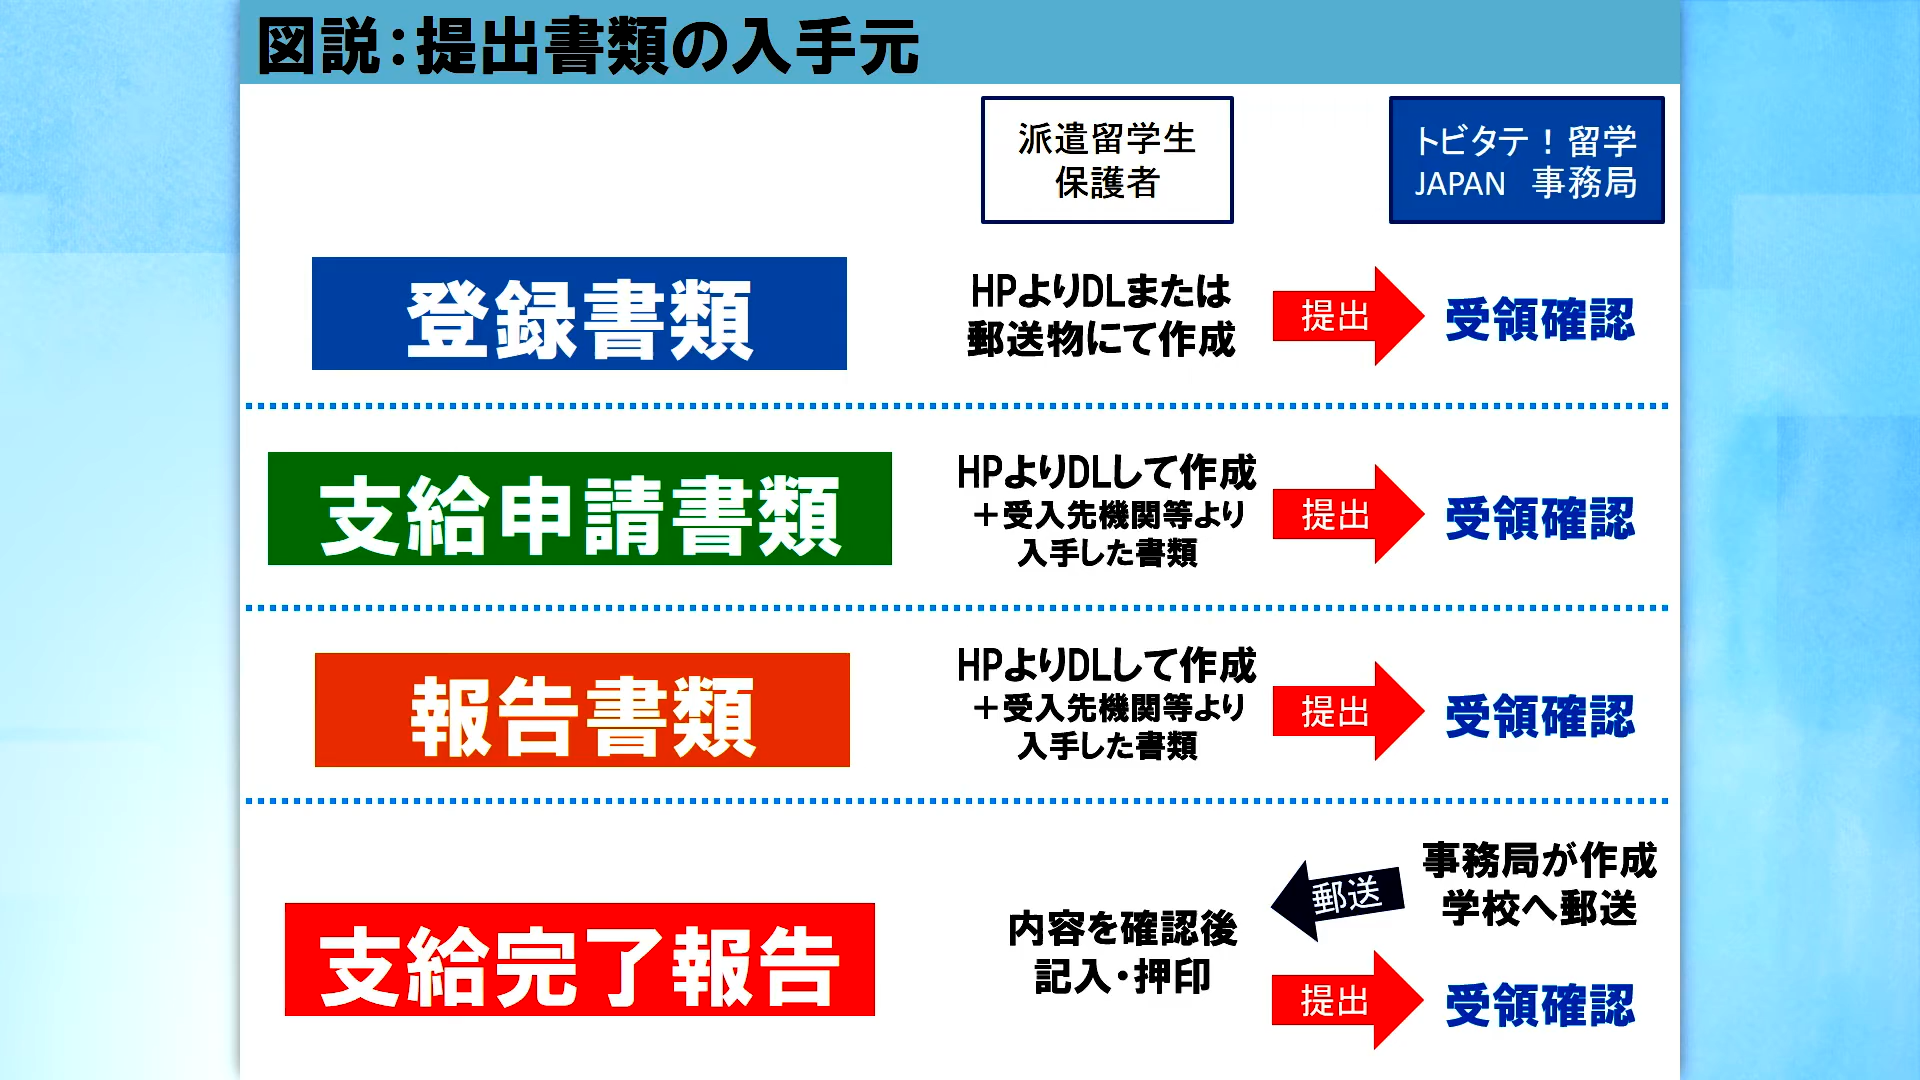 図説：提出書類の入手元
派遣留学生
保護者
トビタテ！留学
JAPAN 事務局
登録書類
HPよりDLまたは
郵送物にて作成
提出
受領確認
支給申請書類
HPよりDLして作成
＋受入先機関等より
入手した書類
提出
受領確認
報告書類
HPよりDLして作成
＋受入先機関等より
入手した書類
提出
受領確認
支給完了報告
事務局が作成
学校へ郵送
郵送
内容を確認後
記入・押印
提出
受領確認